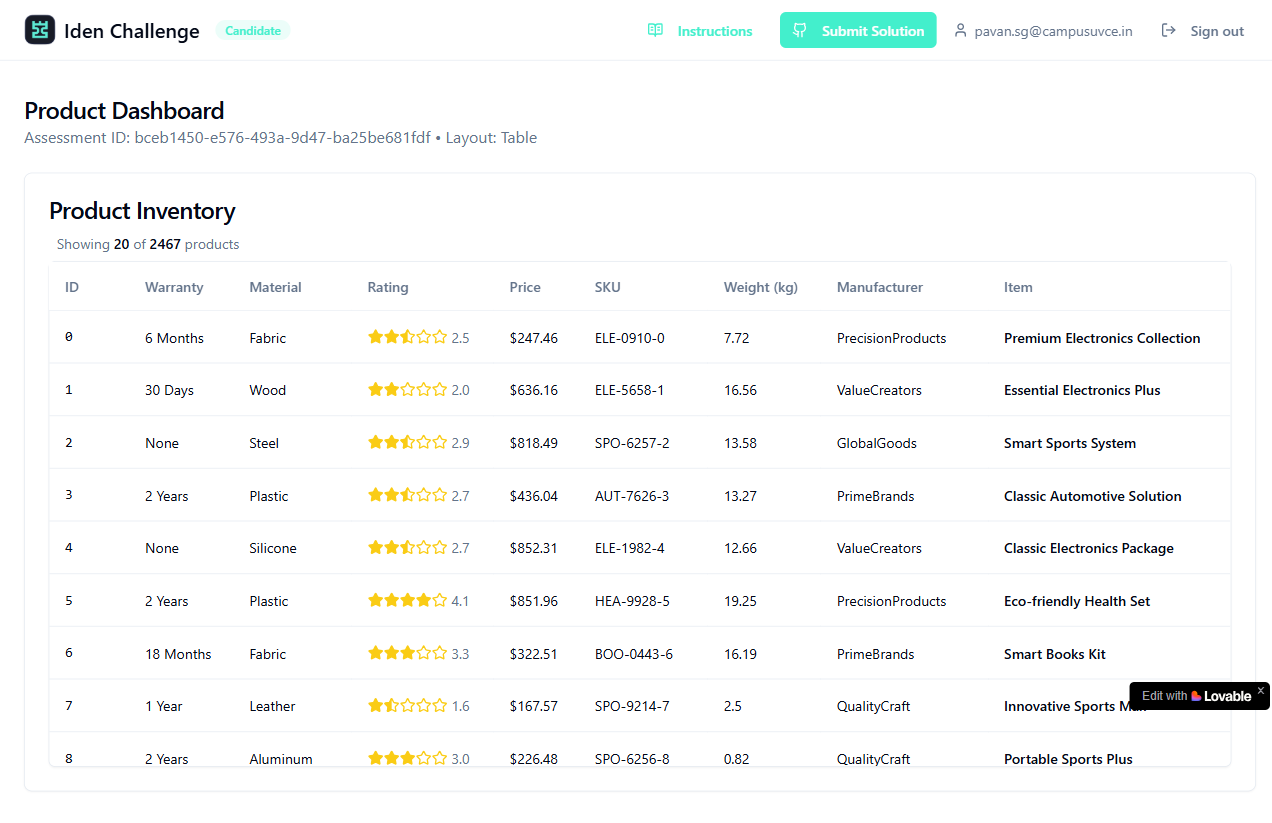 Iden Challenge Candidate Instructions Submit Solution pavan.sg@campusuvce.in Sign out
Product Dashboard
Assessment ID: bceb1450-e576-493a-9d47-ba25be681fdf • Layout: Table
Product Inventory
Showing 20 of 2467 products
ID Warranty Material Rating Price SKU Weight (kg) Manufacturer Item
0 6 Months Fabric 2.5 $247.46 ELE-0910-0 7.72 PrecisionProducts Premium Electronics Collection
1 30 Days Wood 2.0 $636.16 ELE-5658-1 16.56 ValueCreators Essential Electronics Plus
2 None Steel 2.9 $818.49 SPO-6257-2 13.58 GlobalGoods Smart Sports System
3 2 Years Plastic 2.7 $436.04 AUT-7626-3 13.27 PrimeBrands Classic Automotive Solution
4 None Silicone 2.7 $852.31 ELE-1982-4 12.66 ValueCreators Classic Electronics Package
5 2 Years Plastic 4.1 $851.96 HEA-9928-5 19.25 PrecisionProducts Eco-friendly Health Set
6 18 Months Fabric 3.3 $322.51 BOO-0443-6 16.19 PrimeBrands Smart Books Kit
Edit with Lovable ×
7 1 Year Leather 1.6 $167.57 SPO-9214-7 2.5 QualityCraft Innovative Sports
8 2 Years Aluminum 3.0 $226.48 SPO-6256-8 0.82 QualityCraft Portable Sports Plus